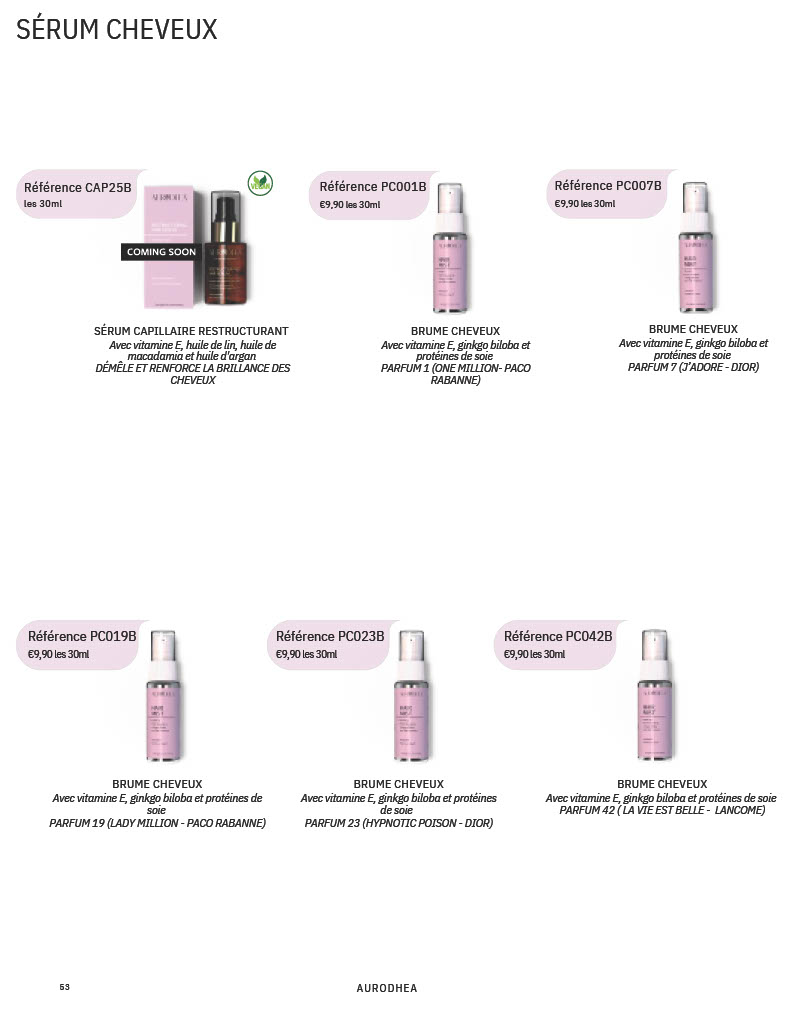 SÉRUM CHEVEUX
Référence CAP25B
les 30ml
VEGAN
AURODHEA
COMING SOON
SÉRUM CAPILLAIRE RESTRUCTURANT
Avec vitamine E, huile de lin, huile de
macadamia et huile d'argan
DÉMÊLE ET RENFORCE LA BRILLANCE DES
CHEVEUX
Référence PC001B
€9,90 les 30ml
BRUME CHEVEUX
Avec vitamine E, ginkgo biloba et
protéines de soie
PARFUM 1 (ONE MILLION- PACO
RABANNE)
Référence PC007B
€9,90 les 30ml
BRUME CHEVEUX
Avec vitamine E, ginkgo biloba et
protéines de soie
PARFUM 7 (J'ADORE - DIOR)
Référence PC019B
€9,90 les 30ml
BRUME CHEVEUX
Avec vitamine E, ginkgo biloba et protéines de
soie
PARFUM 19 (LADY MILLION - PACO RABANNE)
Référence PC023B
€9,90 les 30ml
BRUME CHEVEUX
Avec vitamine E, ginkgo biloba et protéines
de soie
PARFUM 23 (HYPNOTIC POISON - DIOR)
Référence PC042B
€9,90 les 30ml
BRUME CHEVEUX
Avec vitamine E, ginkgo biloba et protéines de soie
PARFUM 42 ( LA VIE EST BELLE - LANCOME)
53
AURODHEA